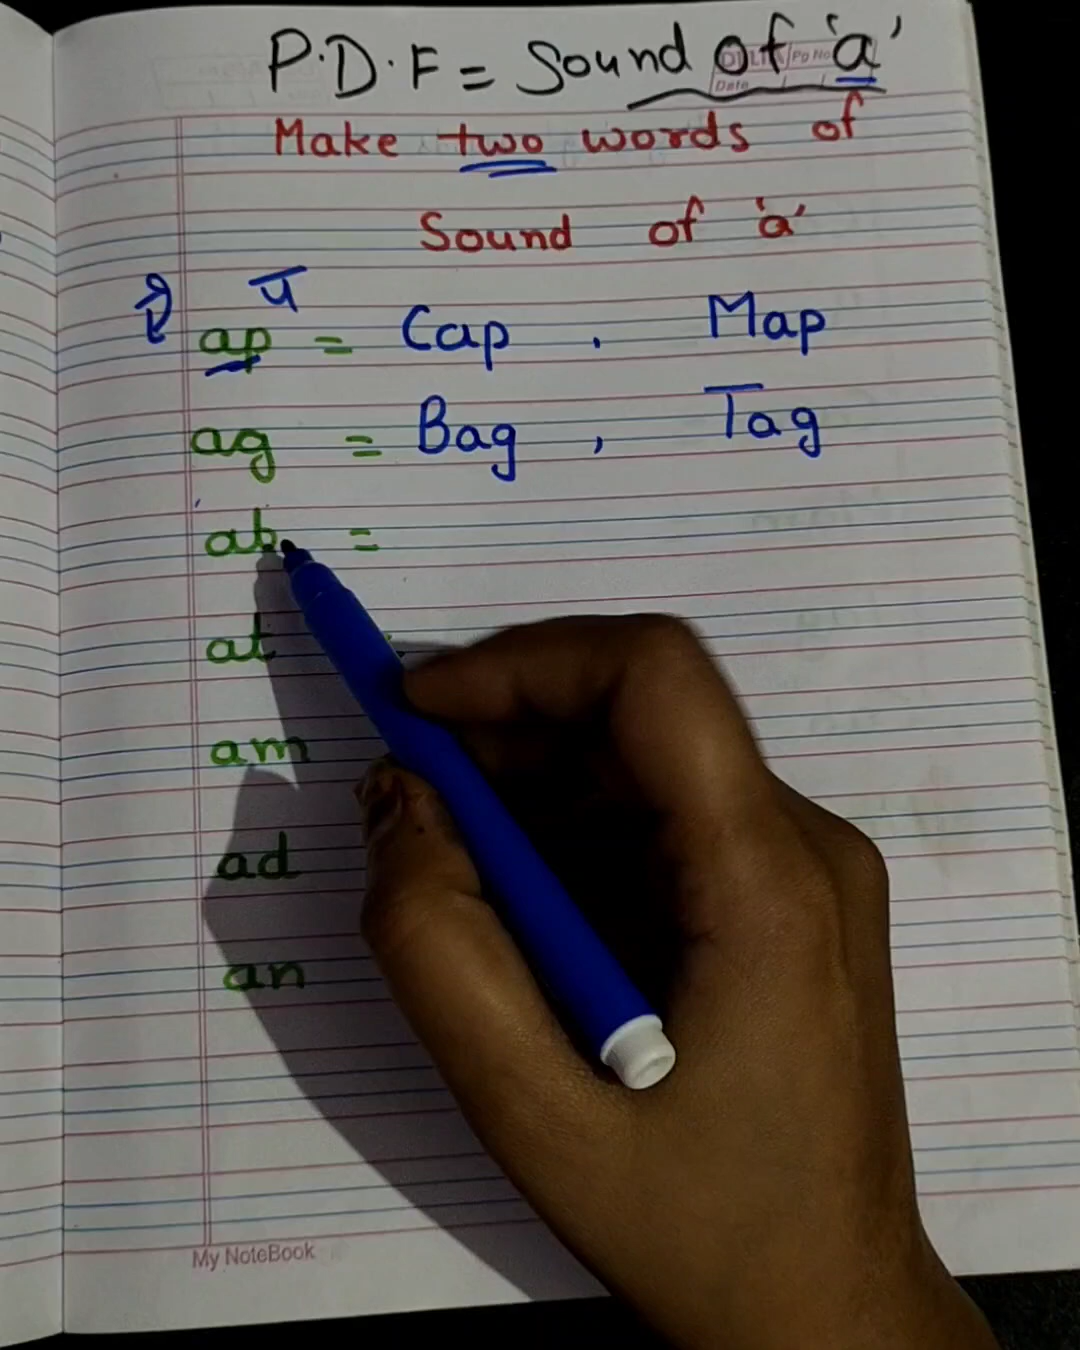 P.D.F = Sound of 'a'
Make two words of
Sound of 'a'
प
ap = Cap , Map
ag = Bag , Tag
ab =
at
am
ad
an
My NoteBook